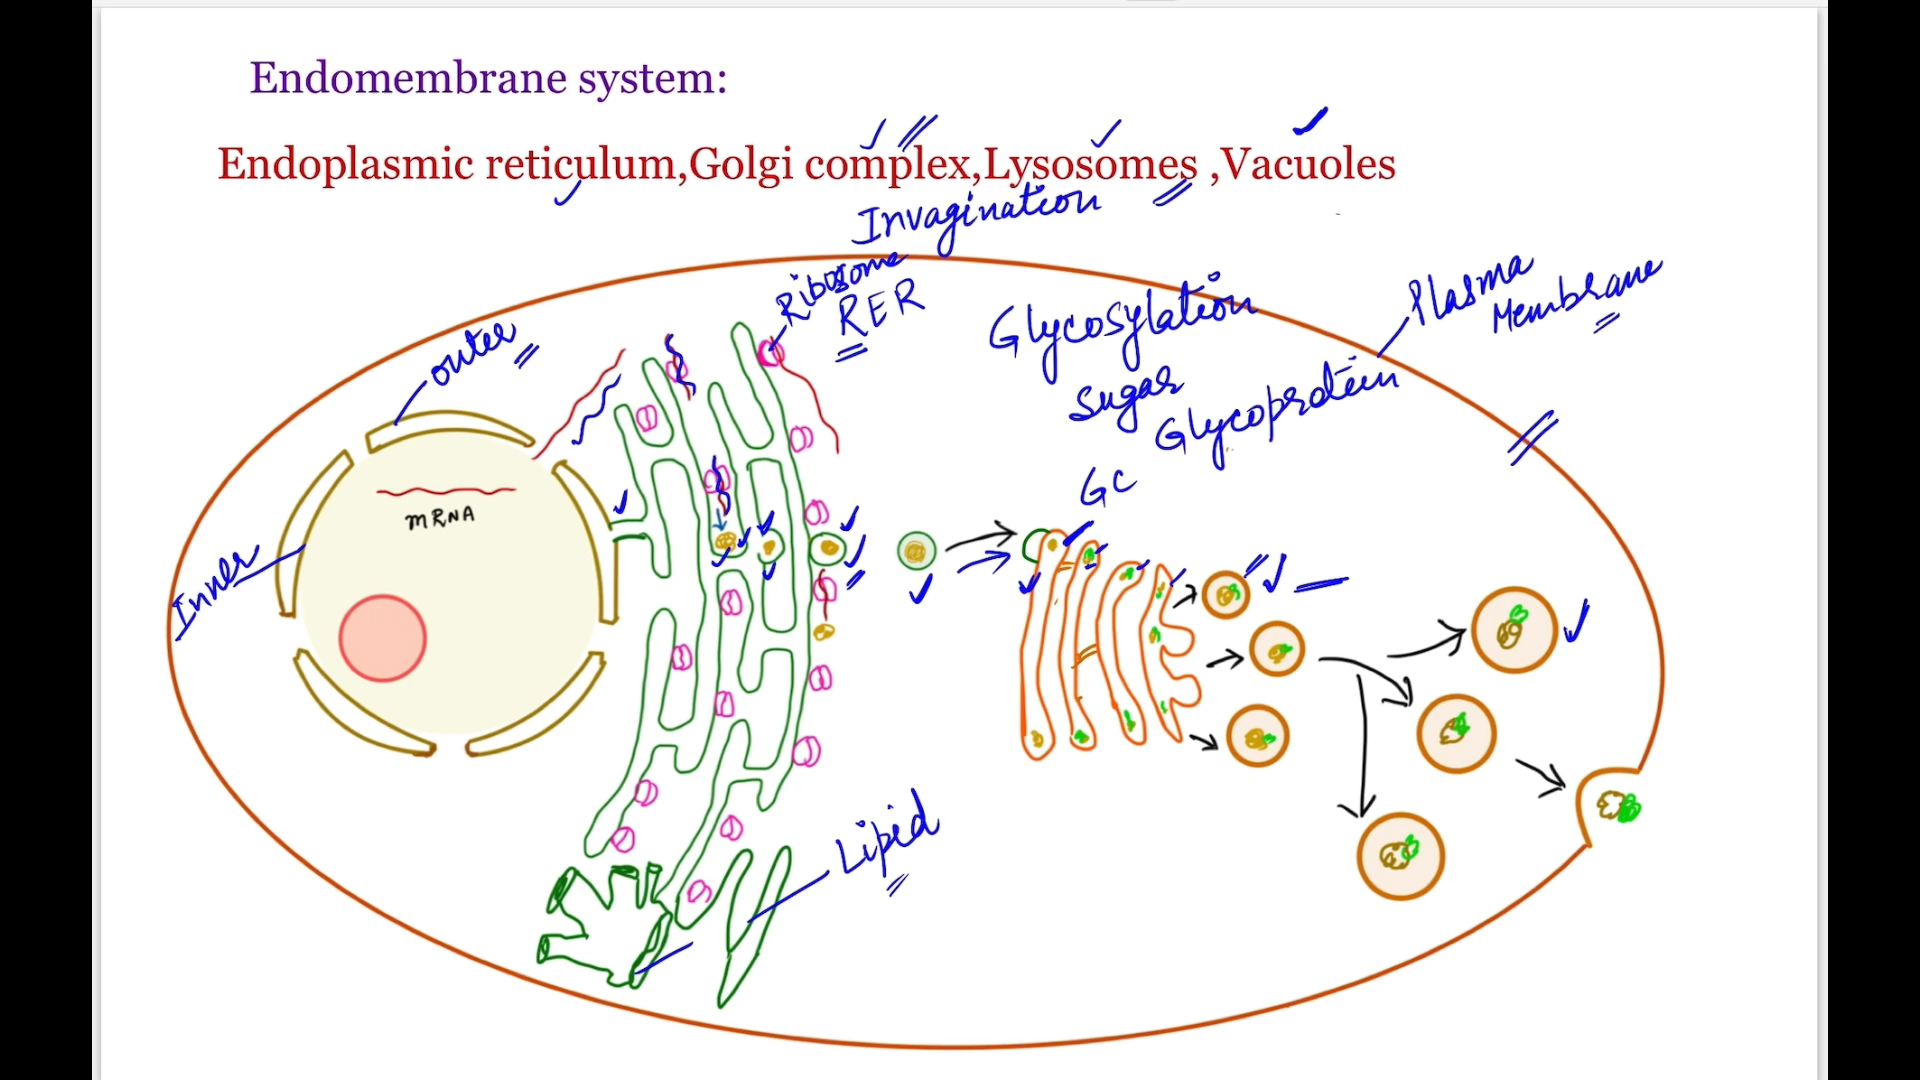 Endomembrane system:
Endoplasmic reticulum,Golgi complex,Lysosomes ,Vacuoles
Invagination
Ribosome
RER
Glycosylation
Sugar
Glycoprotein
Plasma
Membrane
outer
GC
mRNA
Inner
Lipid